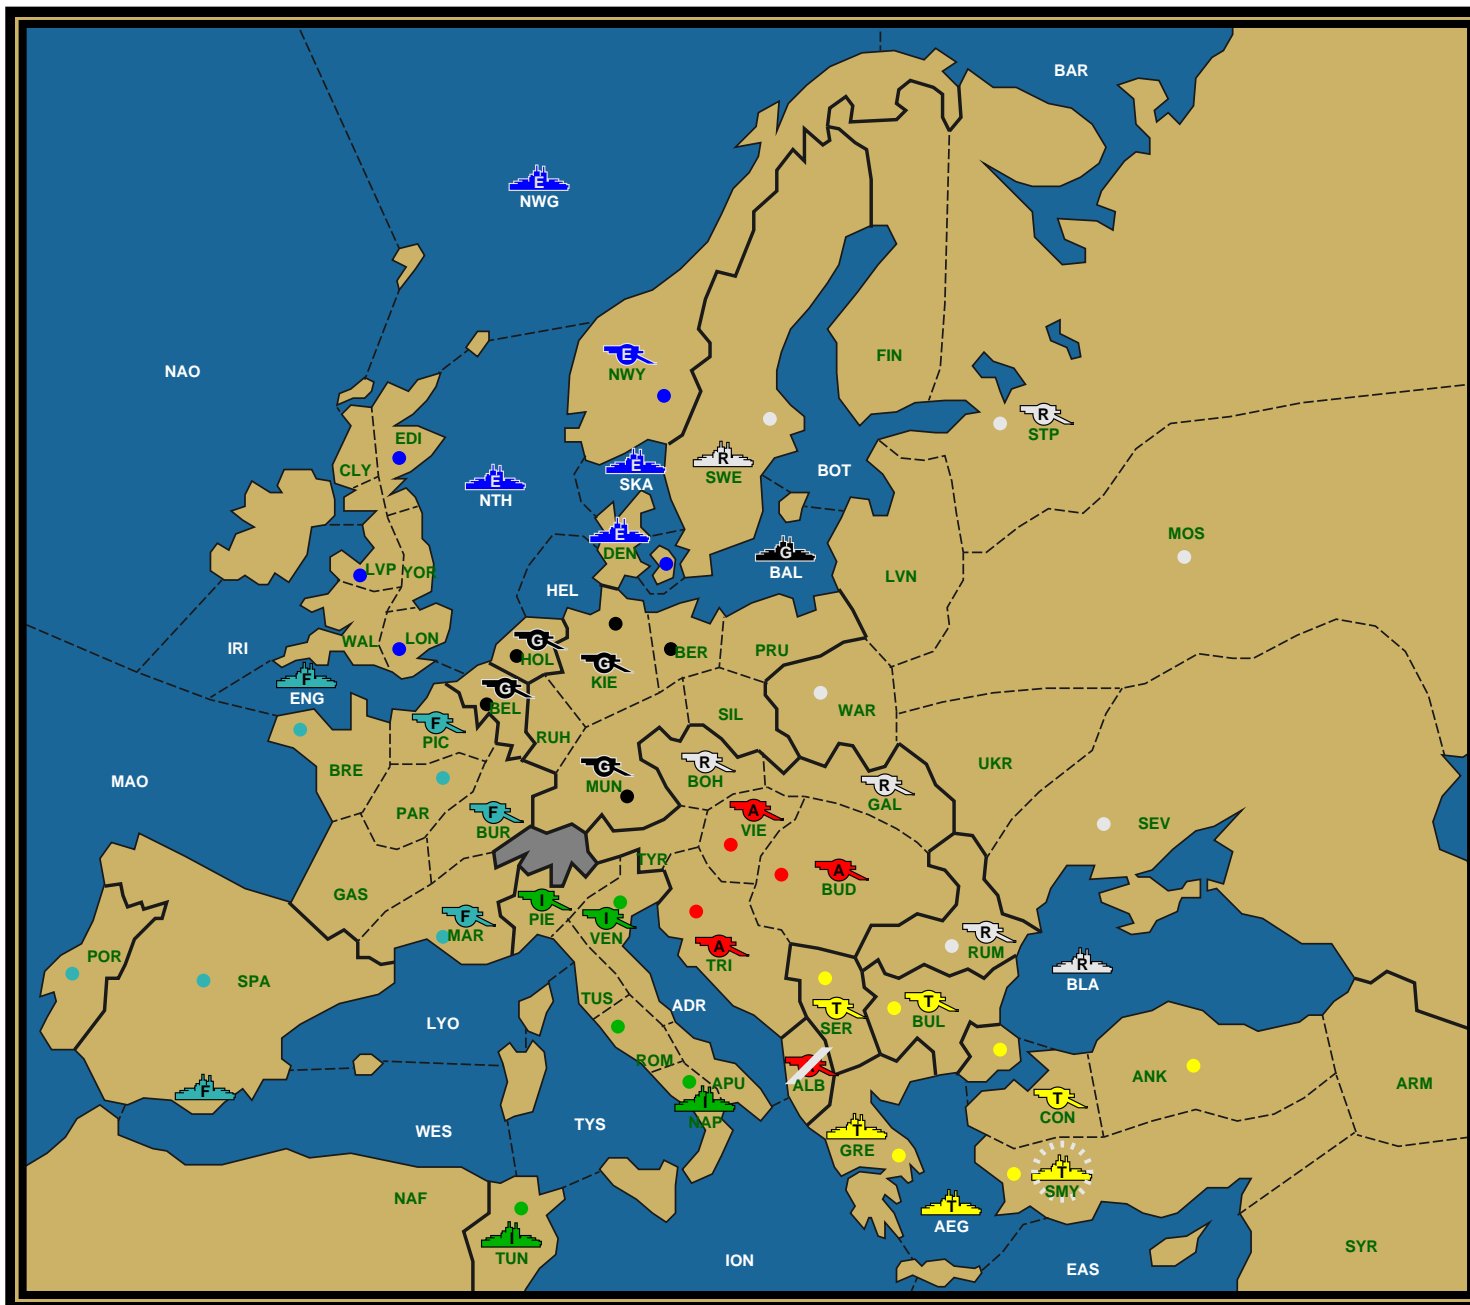 BAR
E
NWG
NAO
E
NWY
FIN
R
STP
EDI
CLY
E
NTH
E
SKA
R
SWE
BOT
MOS
E
DEN
G
BAL
LVP
YOR
LVN
HEL
IRI
WAL
LON
G
HOL
BER
PRU
F
ENG
G
KIE
G
BEL
SIL
WAR
F
PIC
RUH
UKR
BRE
R
BOH
MAO
G
MUN
R
GAL
PAR
F
BUR
A
VIE
SEV
TYR
A
BUD
GAS
I
PIE
F
MAR
I
VEN
R
RUM
POR
SPA
A
TRI
R
BLA
TUS
ADR
LYO
T
SER
T
BUL
ROM
APU
ALB
ANK
ARM
F
I
NAP
T
CON
WES
TYS
T
GRE
NAF
T
SMY
T
AEG
I
TUN
ION
EAS
SYR